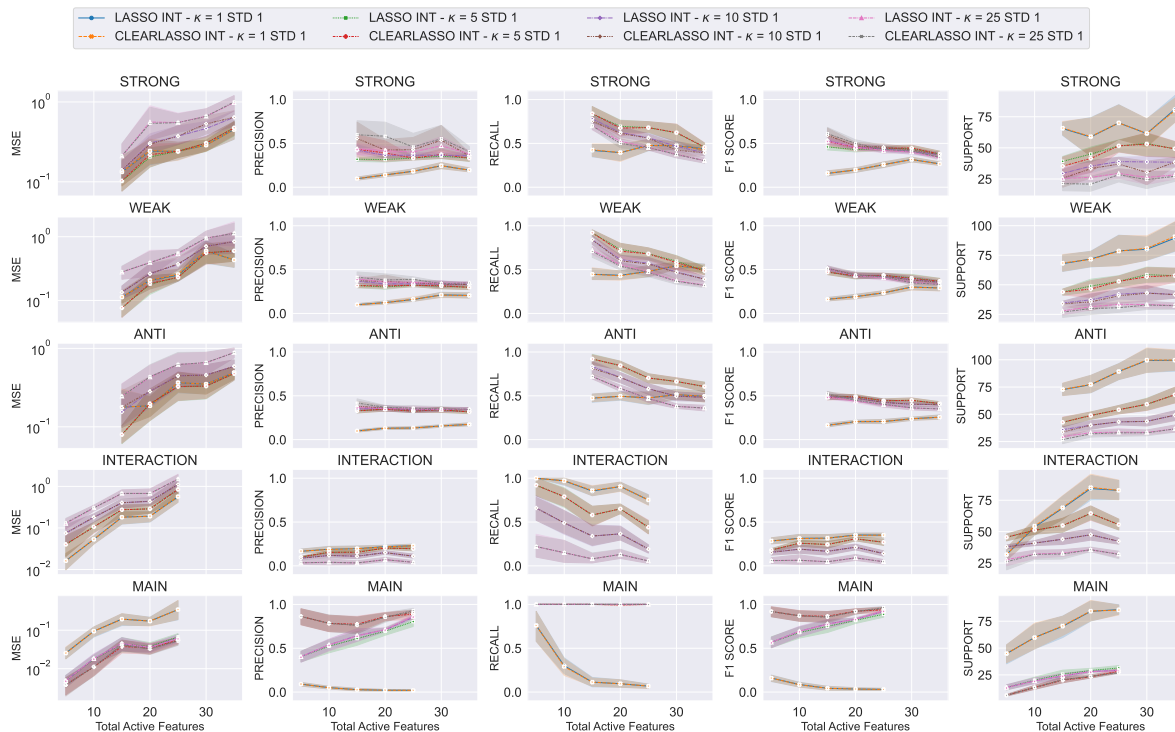 LASSO INT - κ = 1 STD 1 LASSO INT - κ = 5 STD 1 LASSO INT - κ = 10 STD 1 LASSO INT - κ = 25 STD 1
CLEARLASSO INT - κ = 1 STD 1 CLEARLASSO INT - κ = 5 STD 1 CLEARLASSO INT - κ = 10 STD 1 CLEARLASSO INT - κ = 25 STD 1
STRONG STRONG STRONG STRONG STRONG
MSE 10⁰ 10⁻¹ PRECISION 1.0 0.5 0.0 RECALL 1.0 0.5 0.0 F1 SCORE 1.0 0.5 0.0 SUPPORT 75 50 25
WEAK WEAK WEAK WEAK WEAK
MSE 10⁰ 10⁻¹ PRECISION 1.0 0.5 0.0 RECALL 1.0 0.5 0.0 F1 SCORE 1.0 0.5 0.0 SUPPORT 100 75 50 25
ANTI ANTI ANTI ANTI ANTI
MSE 10⁰ 10⁻¹ PRECISION 1.0 0.5 0.0 RECALL 1.0 0.5 0.0 F1 SCORE 1.0 0.5 0.0 SUPPORT 100 75 50 25
INTERACTION INTERACTION INTERACTION INTERACTION INTERACTION
MSE 10⁰ 10⁻¹ 10⁻² PRECISION 1.0 0.5 0.0 RECALL 1.0 0.5 0.0 F1 SCORE 1.0 0.5 0.0 SUPPORT 75 50 25
MAIN MAIN MAIN MAIN MAIN
MSE 10⁻¹ 10⁻² PRECISION 1.0 0.5 0.0 RECALL 1.0 0.5 0.0 F1 SCORE 1.0 0.5 0.0 SUPPORT 75 50 25
10 20 30 10 20 30 10 20 30 10 20 30 10 20 30
Total Active Features Total Active Features Total Active Features Total Active Features Total Active Features